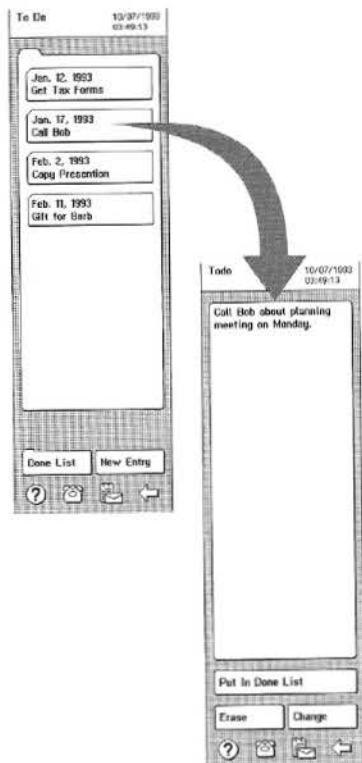 To Do
10/07/1993
03:49:13
Jan. 12, 1993
Get Tax Forms
Jan. 17, 1993
Call Bob
Feb. 2, 1993
Copy Presention
Feb. 11, 1993
Gift for Barb
Done List
New Entry
?
Todo
10/07/1993
03:49:13
Call Bob about planning
meeting on Monday.
Put In Done List
Erase
Change
?